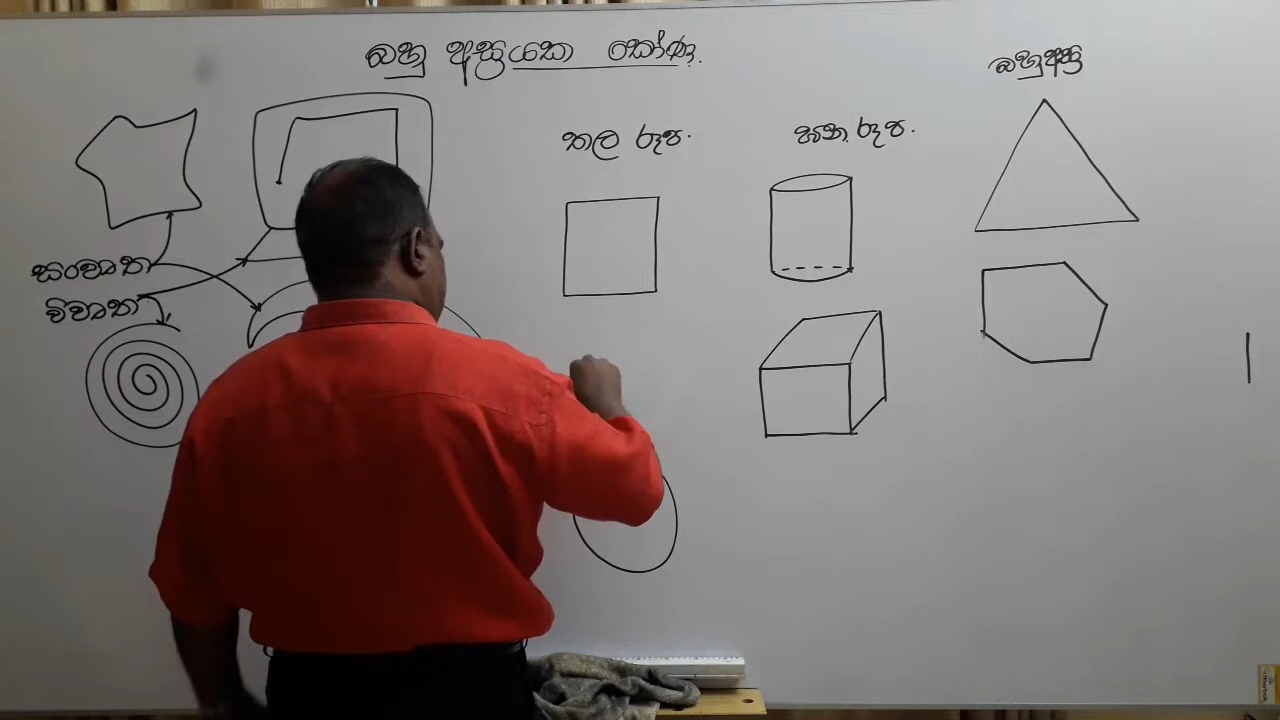 බහු අස්‍රයක කෝණ.
බහුඅස්‍ර
තල රූප.
ඝන රූප.
සංවෘත
විවෘත